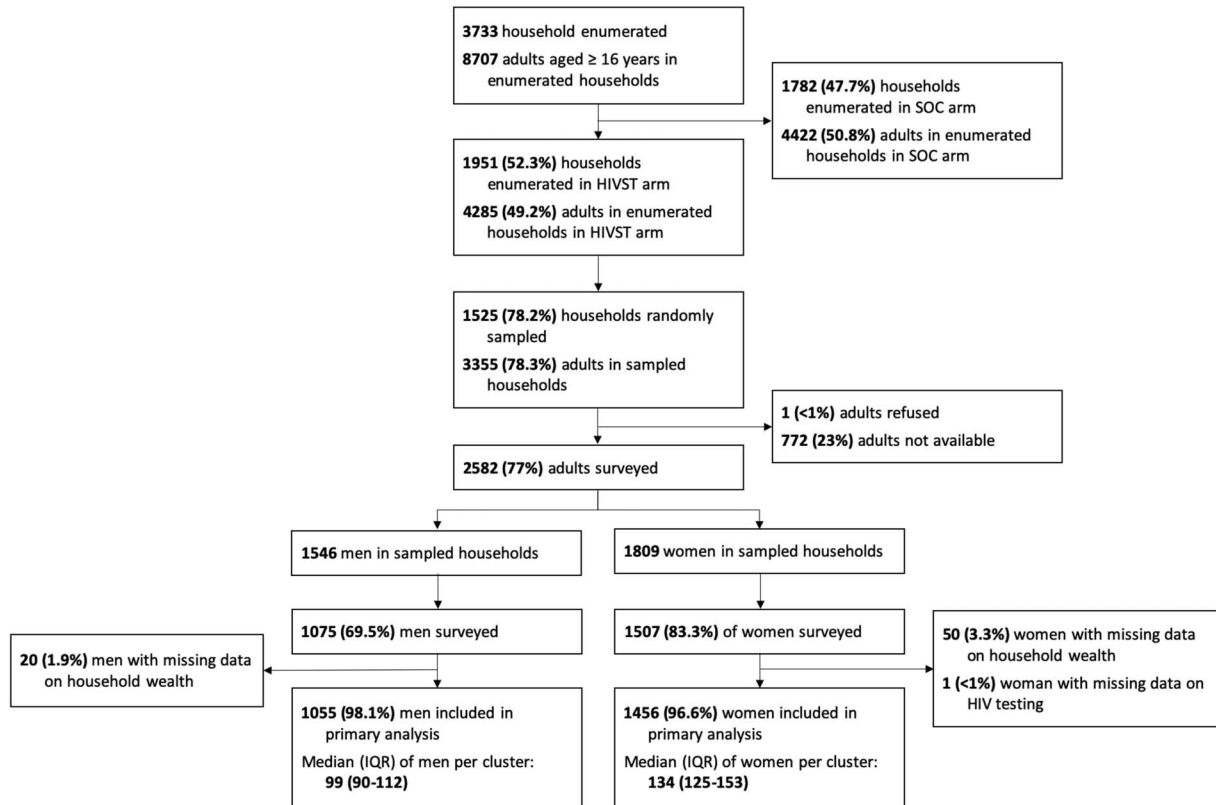 3733 household enumerated
8707 adults aged ≥ 16 years in
enumerated households
1782 (47.7%) households
enumerated in SOC arm
4422 (50.8%) adults in enumerated
households in SOC arm
1951 (52.3%) households
enumerated in HIVST arm
4285 (49.2%) adults in enumerated
households in HIVST arm
1525 (78.2%) households randomly
sampled
3355 (78.3%) adults in sampled
households
1 (<1%) adults refused
772 (23%) adults not available
2582 (77%) adults surveyed
1546 men in sampled households
1809 women in sampled households
1075 (69.5%) men surveyed
1507 (83.3%) of women surveyed
20 (1.9%) men with missing data
on household wealth
50 (3.3%) women with missing data
on household wealth
1 (<1%) woman with missing data on
HIV testing
1055 (98.1%) men included in
primary analysis
Median (IQR) of men per cluster:
99 (90-112)
1456 (96.6%) women included in
primary analysis
Median (IQR) of women per cluster:
134 (125-153)